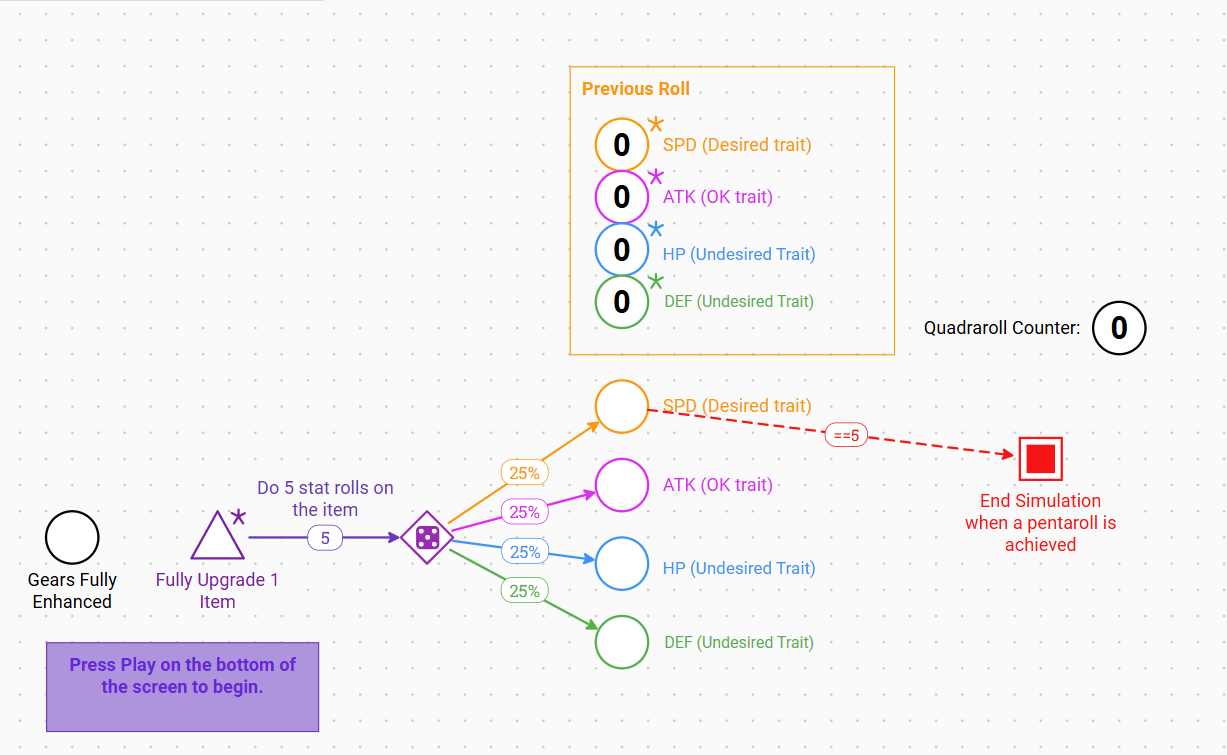 Previous Roll
0
SPD (Desired trait)
0
ATK (OK trait)
0
HP (Undesired Trait)
0
DEF (Undesired Trait)
Quadraroll Counter:
0
SPD (Desired trait)
==5
25%
ATK (OK trait)
Do 5 stat rolls on
the item
25%
End Simulation
when a pentaroll is
achieved
5
25%
HP (Undesired Trait)
Gears Fully
Enhanced
Fully Upgrade 1
Item
25%
DEF (Undesired Trait)
Press Play on the bottom of
the screen to begin.